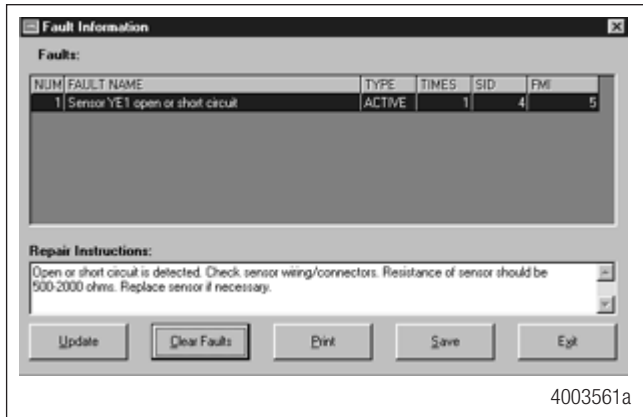 Fault Information
Faults:
NUM FAULT NAME TYPE TIMES SID FMI
1 Sensor YE1 open or short circuit ACTIVE 1 4 5
Repair Instructions:
Open or short circuit is detected. Check sensor wiring/connectors. Resistance of sensor should be
500-2000 ohms. Replace sensor if necessary.
Update Clear Faults Print Save Exit
4003561a